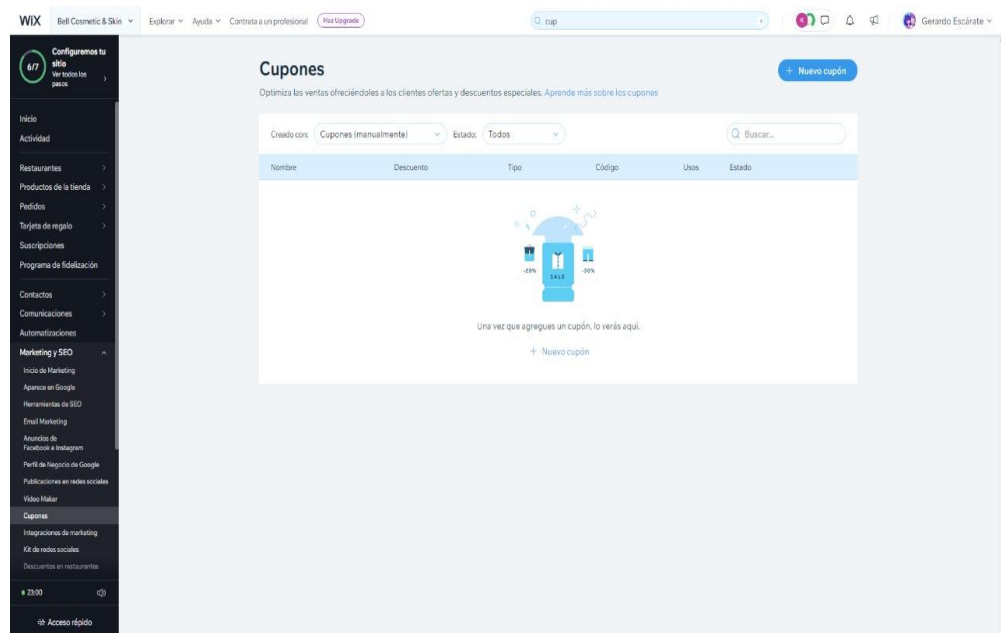 WIX Bell Cosmetic & Skin Explorar Ayuda Contrata a un profesional Haz Upgrade cup K Gerardo Escárate
6/7
Configuremos tu
sitio
Ver todos los
pasos
Inicio
Actividad
Restaurantes
Productos de la tienda
Pedidos
Tarjeta de regalo
Suscripciones
Programa de fidelización
Contactos
Comunicaciones
Automatizaciones
Marketing y SEO
Inicio de Marketing
Aparece en Google
Herramientas de SEO
Email Marketing
Anuncios de
Facebook e Instagram
Perfil de Negocio de Google
Publicaciones en redes sociales
Video Maker
Cupones
Integraciones de marketing
Kit de redes sociales
Descuentos en restaurantes
23:00
Acceso rápido
Cupones
+ Nuevo cupón
Optimiza las ventas ofreciéndoles a los clientes ofertas y descuentos especiales. Aprende más sobre los cupones
Creado con: Cupones (manualmente) Estado: Todos Buscar...
Nombre Descuento Tipo Código Usos Estado
-20% SALE -30%
Una vez que agregues un cupón, lo verás aquí.
+ Nuevo cupón